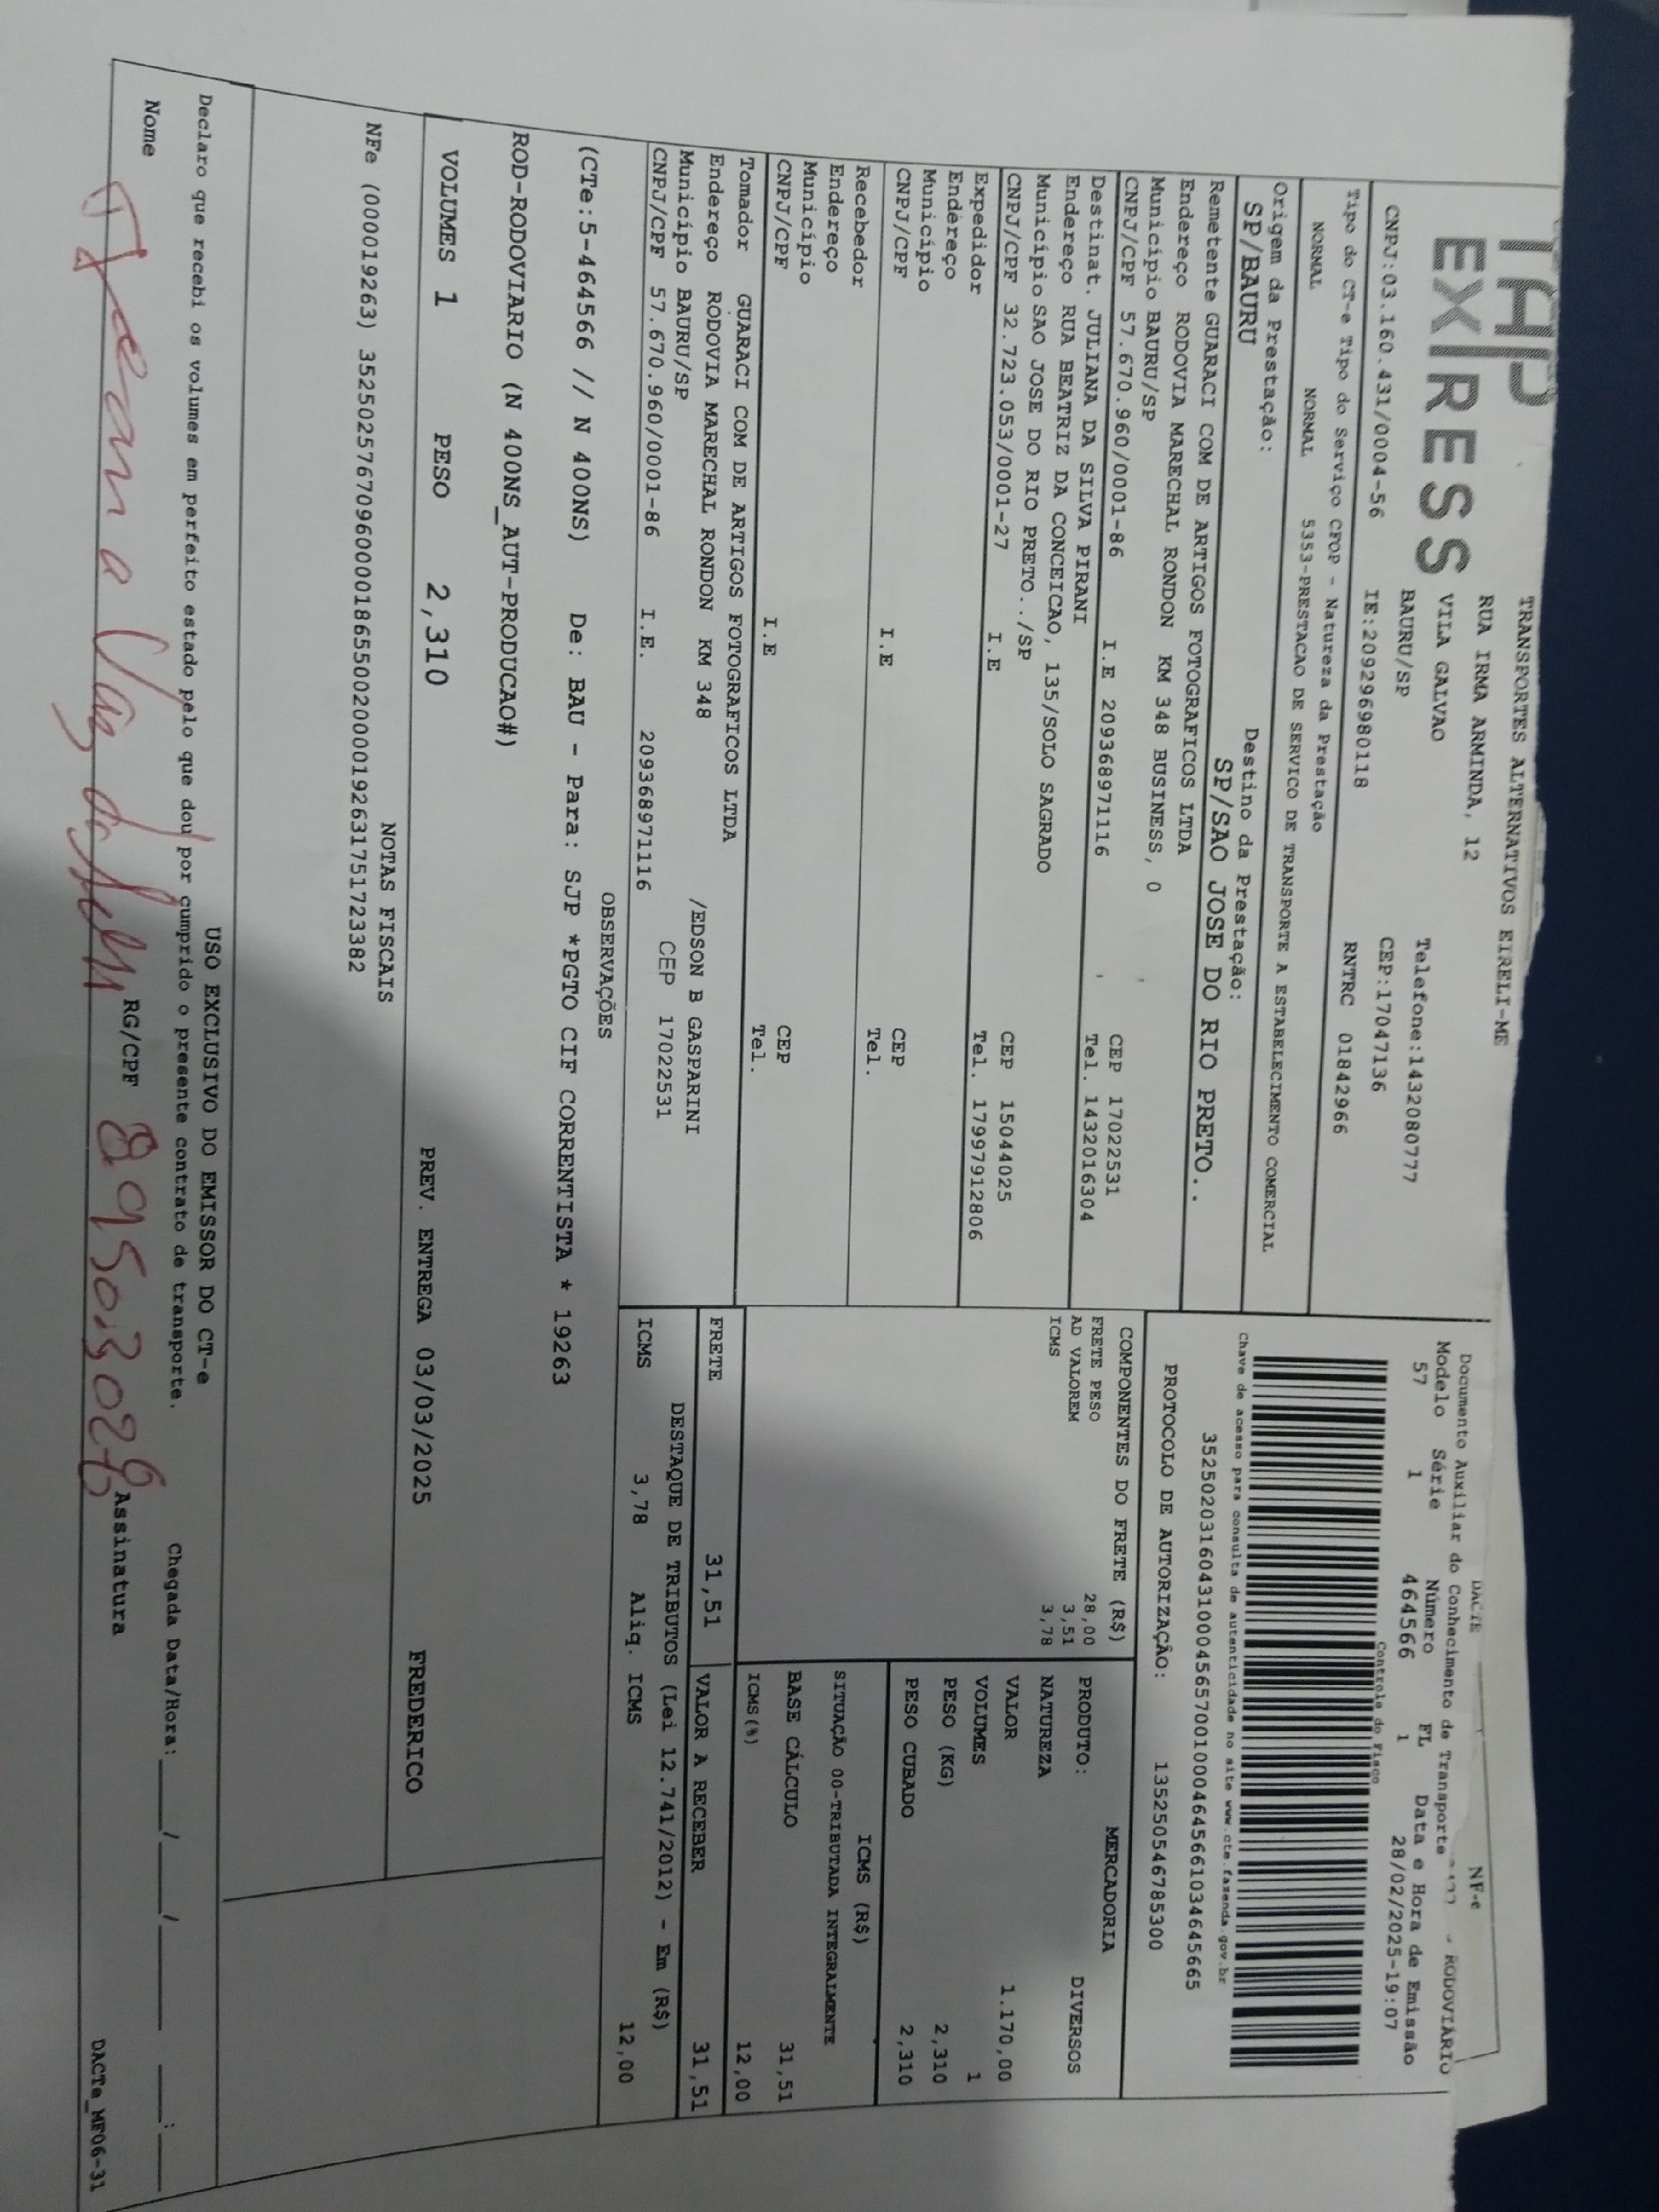 TAP
EX|RESS
TRANSPORTES ALTERNATIVOS EIRELI-ME
RUA IRMA ARMINDA, 12
VILA GALVAO
BAURU/SP
Telefone:1432080777
CEP:17047136
CNPJ:03.160.431/0004-56 IE:209296980118 RNTRC 01842966
Tipo do CT-e Tipo do Serviço CFOP - Natureza da Prestação
NORMAL NORMAL 5353-PRESTACAO DE SERVICO DE TRANSPORTE A ESTABELECIMENTO COMERCIAL
Origem da Prestação: Destino da Prestação:
SP/BAURU SP/SAO JOSE DO RIO PRETO..
Remetente GUARACI COM DE ARTIGOS FOTOGRAFICOS LTDA
Endereço RODOVIA MARECHAL RONDON KM 348 BUSINESS, 0
Município BAURU/SP CEP 17022531
CNPJ/CPF 57.670.960/0001-86 I.E 209368971116 Tel. 1432016304
Destinat. JULIANA DA SILVA PIRANI
Endereço RUA BEATRIZ DA CONCEICAO, 135/SOLO SAGRADO
Município SAO JOSE DO RIO PRETO../SP CEP 15044025
CNPJ/CPF 32.723.053/0001-27 I.E Tel. 17997912806
Expedidor
Endereço
Município CEP
CNPJ/CPF I.E Tel.
Recebedor
Endereço
Município CEP
CNPJ/CPF I.E Tel.
Tomador GUARACI COM DE ARTIGOS FOTOGRAFICOS LTDA
Endereço RODOVIA MARECHAL RONDON KM 348 /EDSON B GASPARINI
Município BAURU/SP CEP 17022531
CNPJ/CPF 57.670.960/0001-86 I.E. 209368971116
DACTE NF-e
Documento Auxiliar do Conhecimento de Transporte - RODOVIÁRIO
Modelo Série Número FL Data e Hora de Emissão
57 1 464566 1 28/02/2025-19:07
Controle do Fisco
Chave de acesso para consulta de autenticidade no site www.cte.fazenda.gov.br
35250203160431000456570010004645661034645665
PROTOCOLO DE AUTORIZAÇÃO: 135250546785300
COMPONENTES DO FRETE (R$)
FRETE PESO 28,00
AD VALOREM 3,51
ICMS 3,78
MERCADORIA
PRODUTO: DIVERSOS
NATUREZA
VALOR 1.170,00
VOLUMES 1
PESO (KG) 2,310
PESO CUBADO 2,310
ICMS (R$)
SITUAÇÃO 00-TRIBUTADA INTEGRALMENTE
BASE CÁLCULO 31,51
ICMS(%) 12,00
FRETE 31,51 VALOR A RECEBER 31,51
DESTAQUE DE TRIBUTOS (Lei 12.741/2012) - Em (R$)
ICMS 3,78 Aliq. ICMS 12,00
OBSERVAÇÕES
(CTe:5-464566 // N 400NS) De: BAU - Para: SJP *PGTO CIF CORRENTISTA * 19263
ROD-RODOVIARIO (N 400NS_AUT-PRODUCAO#)
VOLUMES 1 PESO 2,310 PREV. ENTREGA 03/03/2025 FREDERICO
NOTAS FISCAIS
NFe (000019263) 35250257670960000186550020000192631751723382
USO EXCLUSIVO DO EMISSOR DO CT-e
Declaro que recebi os volumes em perfeito estado pelo que dou por cumprido o presente contrato de transporte.
Chegada Data/Hora:____/____/______ ___:___
Nome RG/CPF Assinatura
DACTe_MF06-31